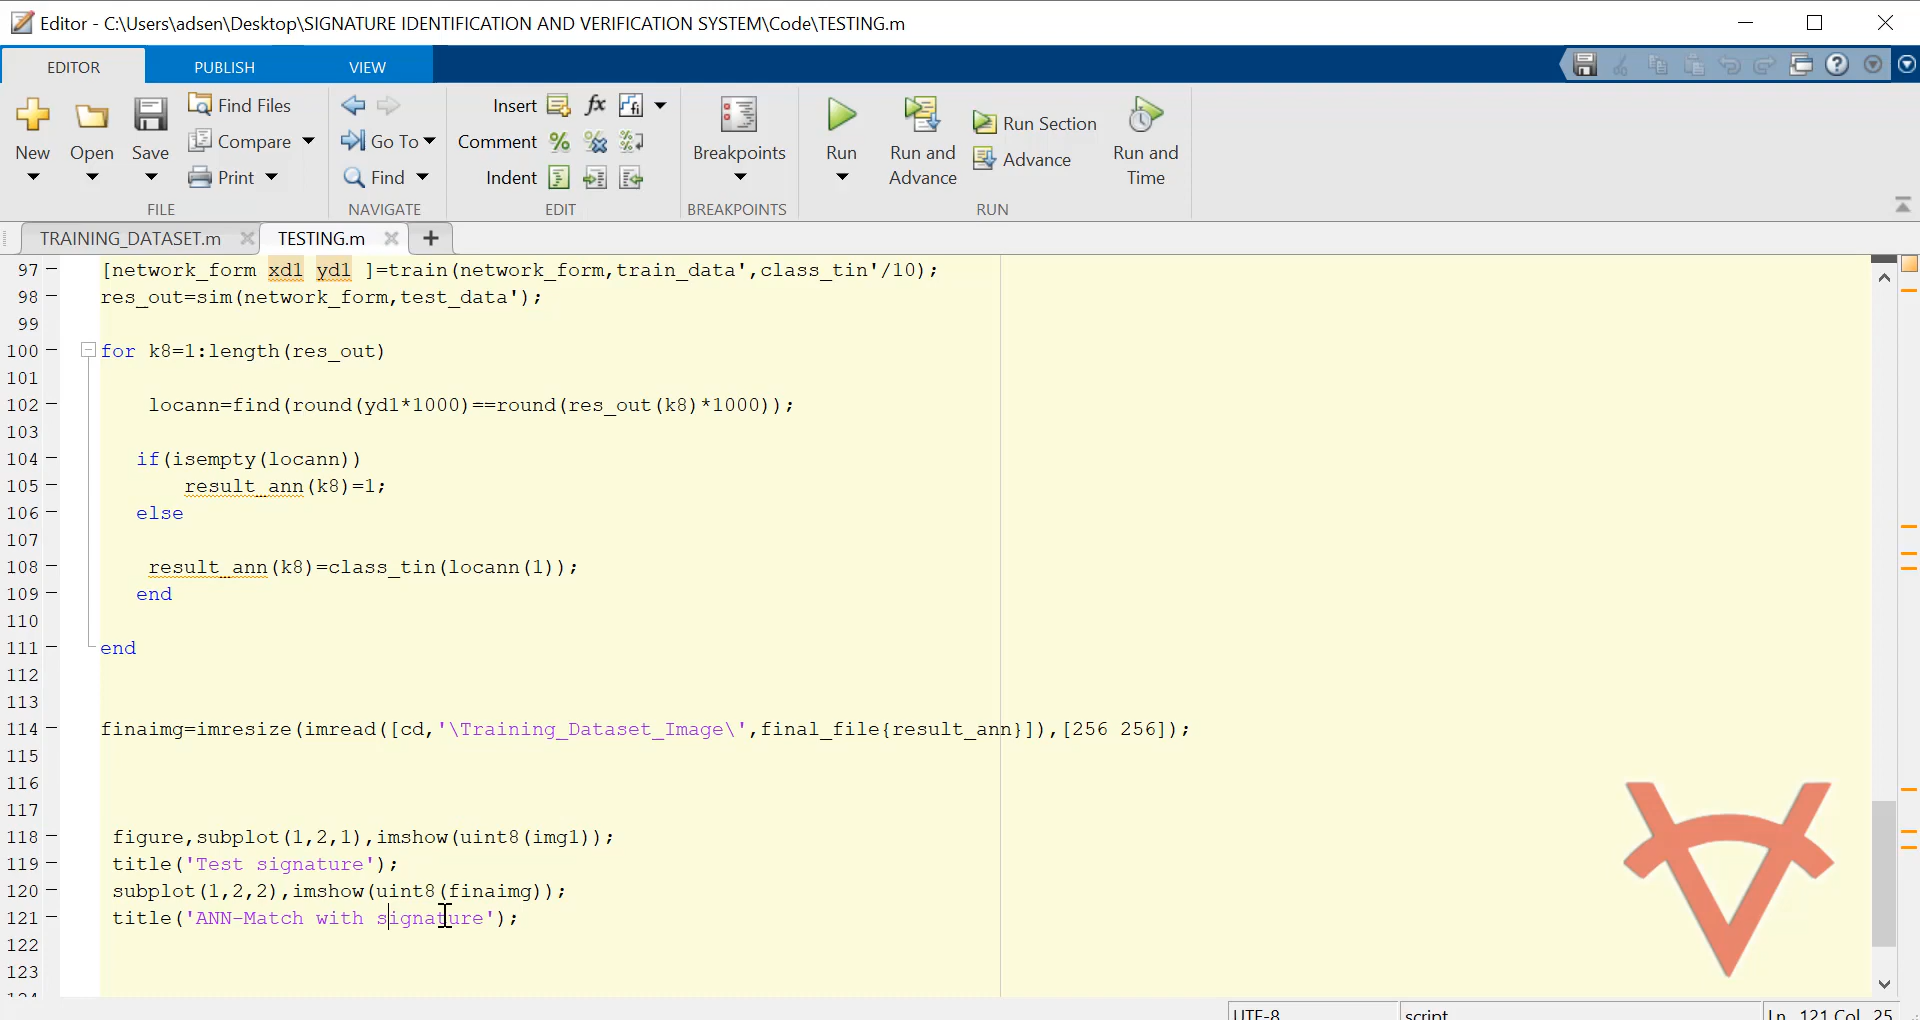 Editor - C:\Users\adsen\Desktop\SIGNATURE IDENTIFICATION AND VERIFICATION SYSTEM\Code\TESTING.m
EDITOR PUBLISH VIEW
New Open Save Find Files Compare Print
FILE
Go To Find
NAVIGATE
Insert fx
Comment
Indent
EDIT
Breakpoints
BREAKPOINTS
Run Run and Advance Run Section Advance Run and Time
RUN
TRAINING_DATASET.m TESTING.m
97 [network_form xd1 yd1 ]=train(network_form,train_data',class_tin'/10);
98 res_out=sim(network_form,test_data');
99
100 for k8=1:length(res_out)
101
102 locann=find(round(yd1*1000)==round(res_out(k8)*1000));
103
104 if(isempty(locann))
105 result_ann(k8)=1;
106 else
107
108 result_ann(k8)=class_tin(locann(1));
109 end
110
111 end
112
113
114 finaimg=imresize(imread([cd,'\Training_Dataset_Image\',final_file{result_ann}]),[256 256]);
115
116
117
118 figure,subplot(1,2,1),imshow(uint8(img1));
119 title('Test signature');
120 subplot(1,2,2),imshow(uint8(finaimg));
121 title('ANN-Match with signature');
122
123
UTF-8 script Ln 121 Col 25